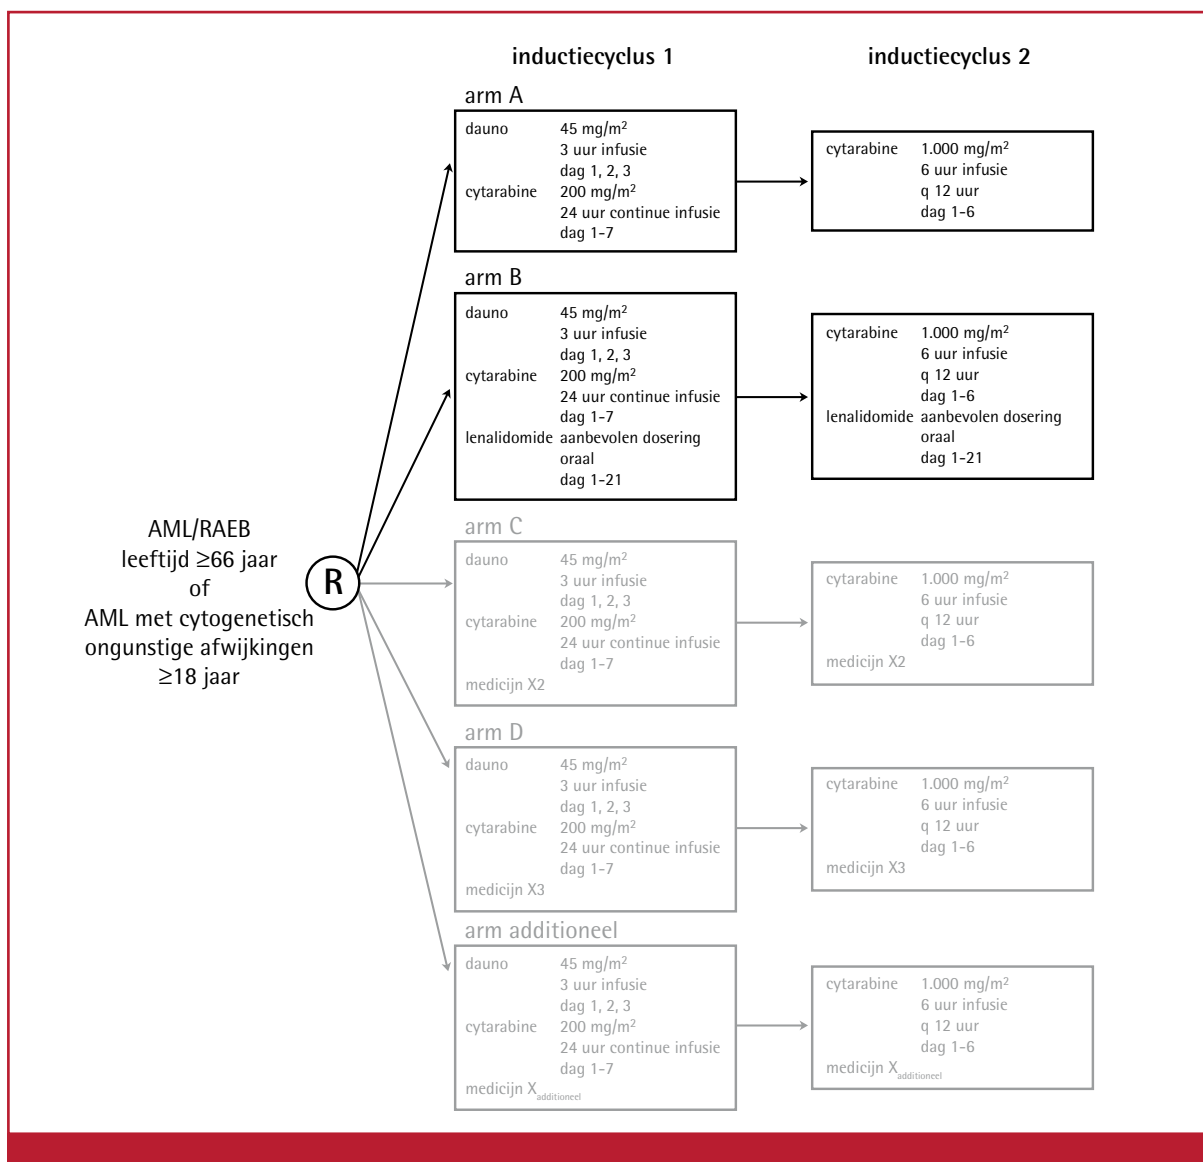 inductiecyclus 1 inductiecyclus 2
arm A
dauno 45 mg/m²
3 uur infusie
dag 1, 2, 3
cytarabine 200 mg/m²
24 uur continue infusie
dag 1-7
cytarabine 1.000 mg/m²
6 uur infusie
q 12 uur
dag 1-6
arm B
dauno 45 mg/m²
3 uur infusie
dag 1, 2, 3
cytarabine 200 mg/m²
24 uur continue infusie
dag 1-7
lenalidomide aanbevolen dosering
oraal
dag 1-21
cytarabine 1.000 mg/m²
6 uur infusie
q 12 uur
dag 1-6
lenalidomide aanbevolen dosering
oraal
dag 1-21
AML/RAEB
leeftijd ≥66 jaar
of
AML met cytogenetisch
ongunstige afwijkingen
≥18 jaar
R
arm C
dauno 45 mg/m²
3 uur infusie
dag 1, 2, 3
cytarabine 200 mg/m²
24 uur continue infusie
dag 1-7
medicijn X2
cytarabine 1.000 mg/m²
6 uur infusie
q 12 uur
dag 1-6
medicijn X2
arm D
dauno 45 mg/m²
3 uur infusie
dag 1, 2, 3
cytarabine 200 mg/m²
24 uur continue infusie
dag 1-7
medicijn X3
cytarabine 1.000 mg/m²
6 uur infusie
q 12 uur
dag 1-6
medicijn X3
arm additioneel
dauno 45 mg/m²
3 uur infusie
dag 1, 2, 3
cytarabine 200 mg/m²
24 uur continue infusie
dag 1-7
medicijn Xadditioneel
cytarabine 1.000 mg/m²
6 uur infusie
q 12 uur
dag 1-6
medicijn Xadditioneel